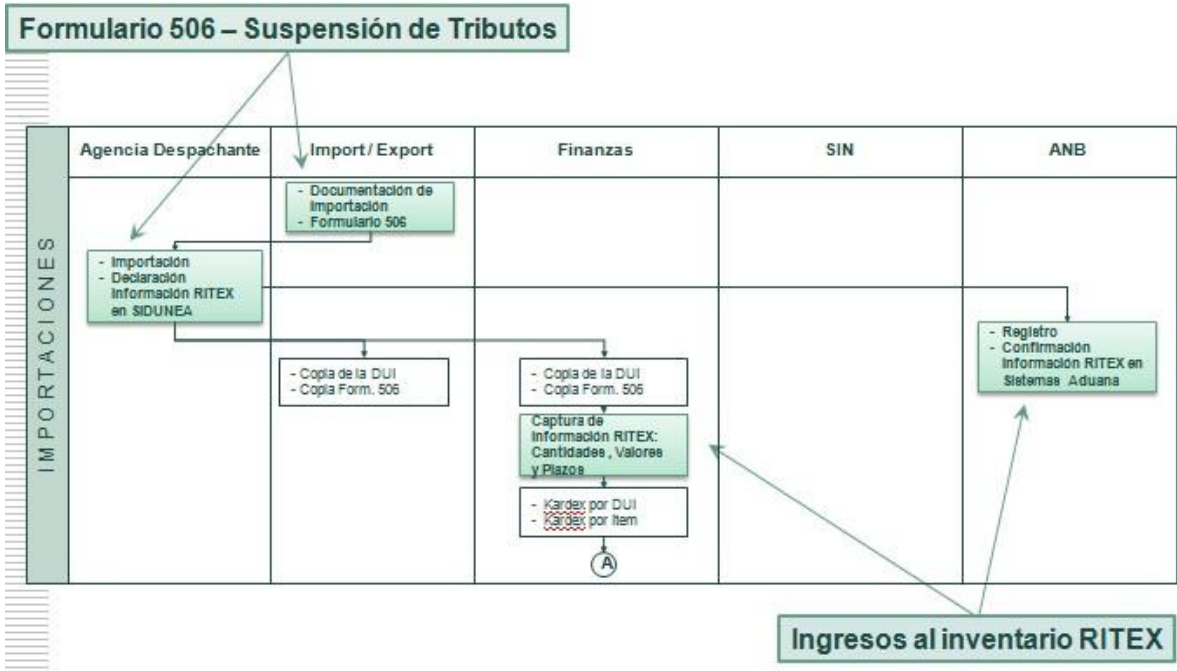 Formulario 506 – Suspensión de Tributos
Agencia Despachante
Import / Export
Finanzas
SIN
ANB
IMPORTACIONES
- Documentación de
Importación
- Formulario 506
- Importación
- Declaración
Información RITEX
en SIDUNEA
- Registro
- Confirmación
Información RITEX en
Sistemas Aduana
- Copia de la DUI
- Copia Form. 506
- Copia de la DUI
- Copia Form. 506
Captura de
Información RITEX:
Cantidades , Valores
y Plazos
- Kardex por DUI
- Kardex por Item
A
Ingresos al inventario RITEX